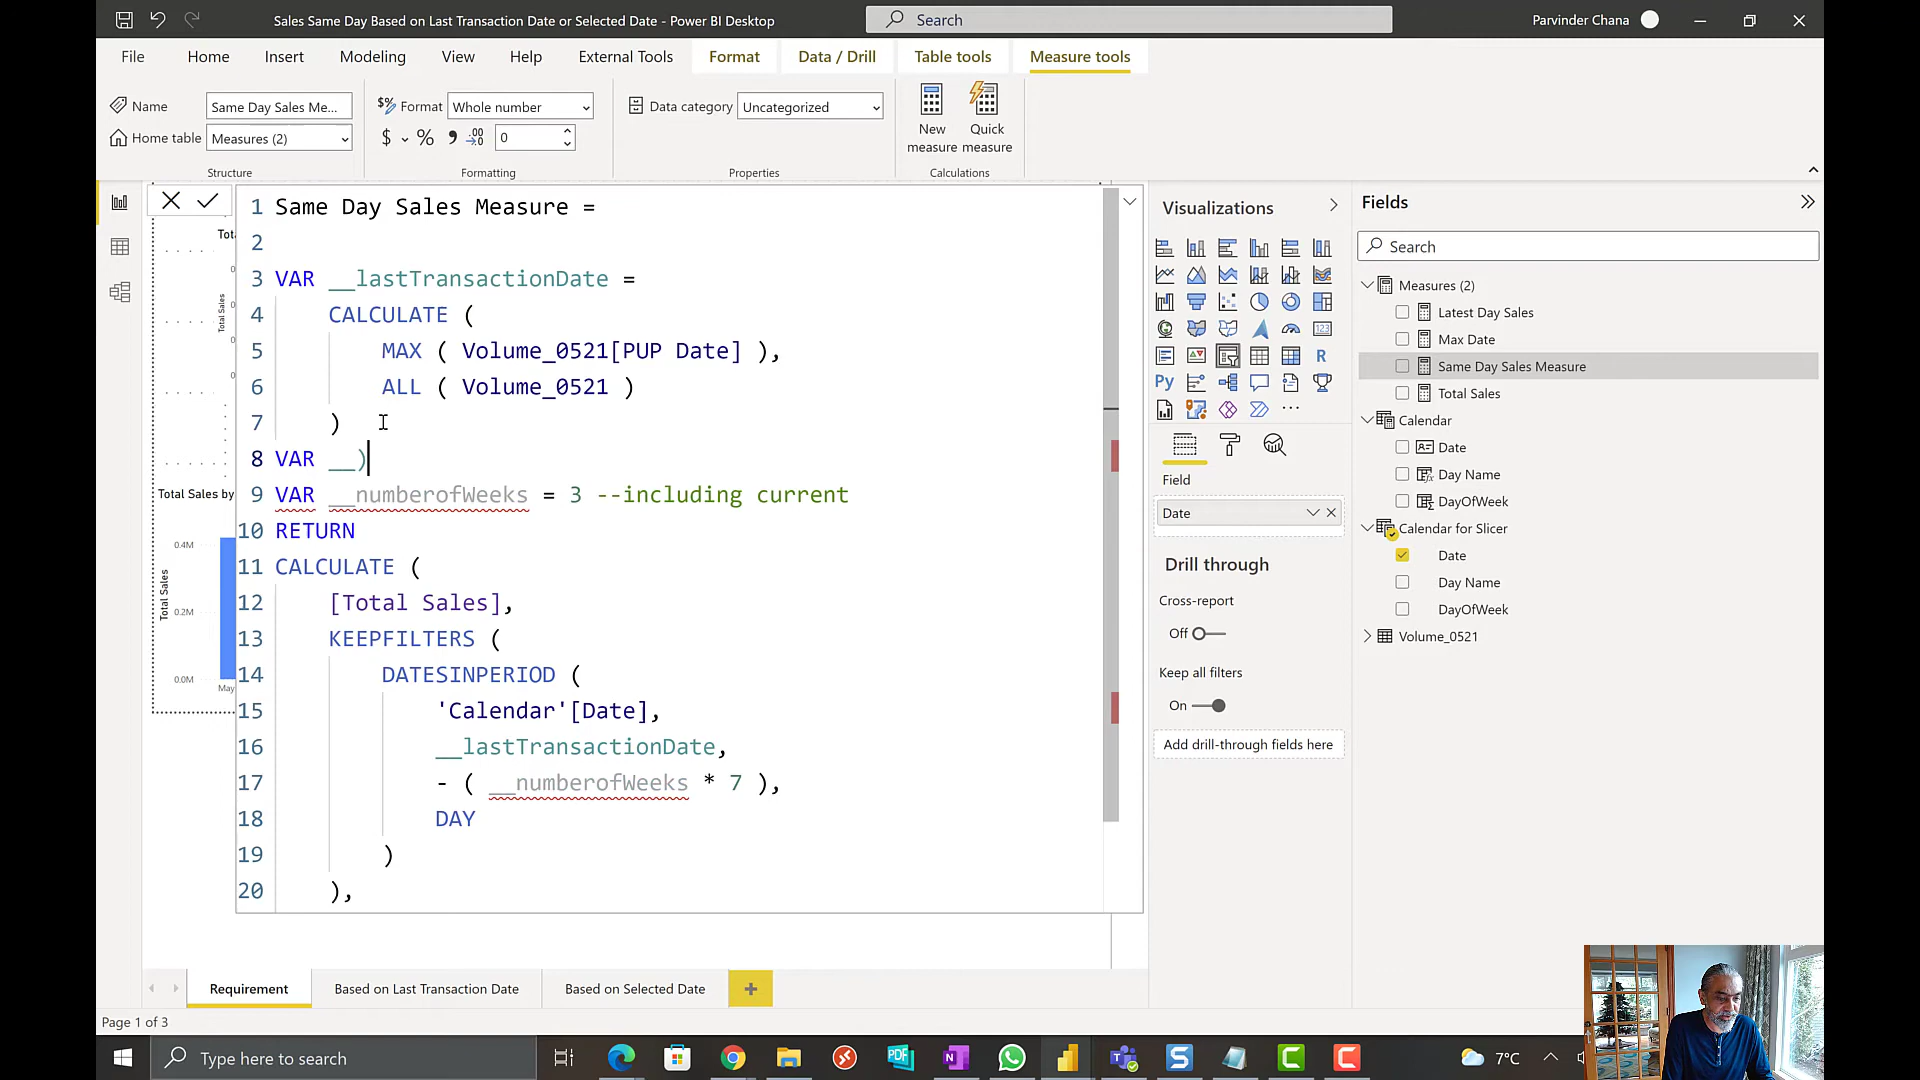 Sales Same Day Based on Last Transaction Date or Selected Date - Power BI Desktop
Search
Parvinder Chana
File
Home
Insert
Modeling
View
Help
External Tools
Format
Data / Drill
Table tools
Measure tools
Name
Same Day Sales Me...
Format
Whole number
Data category
Uncategorized
New
measure
Quick
measure
Home table
Measures (2)
$
%
0
Structure
Formatting
Properties
Calculations
1 Same Day Sales Measure =
2
3 VAR __lastTransactionDate =
4 CALCULATE (
5 MAX ( Volume_0521[PUP Date] ),
6 ALL ( Volume_0521 )
7 )
8 VAR __)
9 VAR __numberofWeeks = 3 --including current
10 RETURN
11 CALCULATE (
12 [Total Sales],
13 KEEPFILTERS (
14 DATESINPERIOD (
15 'Calendar'[Date],
16 __lastTransactionDate,
17 - ( __numberofWeeks * 7 ),
18 DAY
19 )
20 ),
Tot
Total Sales
Total Sales by
0.4M
0.2M
0.0M
Total Sales
May
Visualizations
123
R
Py
Field
Date
Drill through
Cross-report
Off
Keep all filters
On
Add drill-through fields here
Fields
Search
Measures (2)
Latest Day Sales
Max Date
Same Day Sales Measure
Total Sales
Calendar
Date
Day Name
DayOfWeek
Calendar for Slicer
Date
Day Name
DayOfWeek
Volume_0521
Requirement
Based on Last Transaction Date
Based on Selected Date
+
Page 1 of 3
Type here to search
7°C